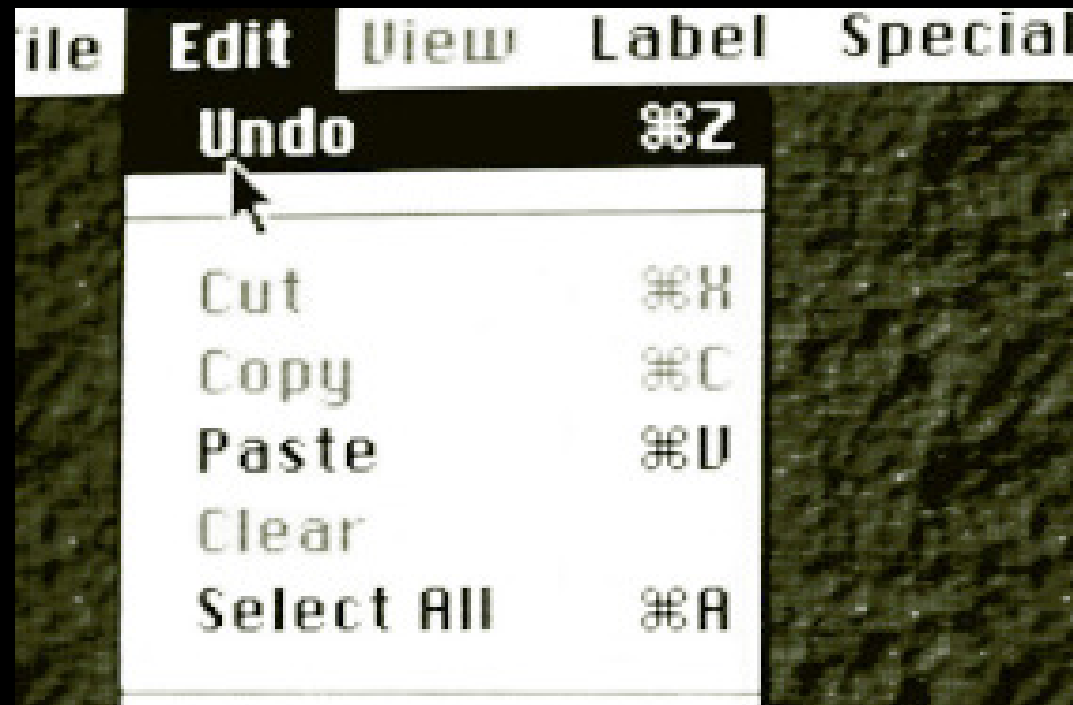 ile Edit View Label Special
Undo ⌘Z
Cut ⌘X
Copy ⌘C
Paste ⌘V
Clear
Select All ⌘A